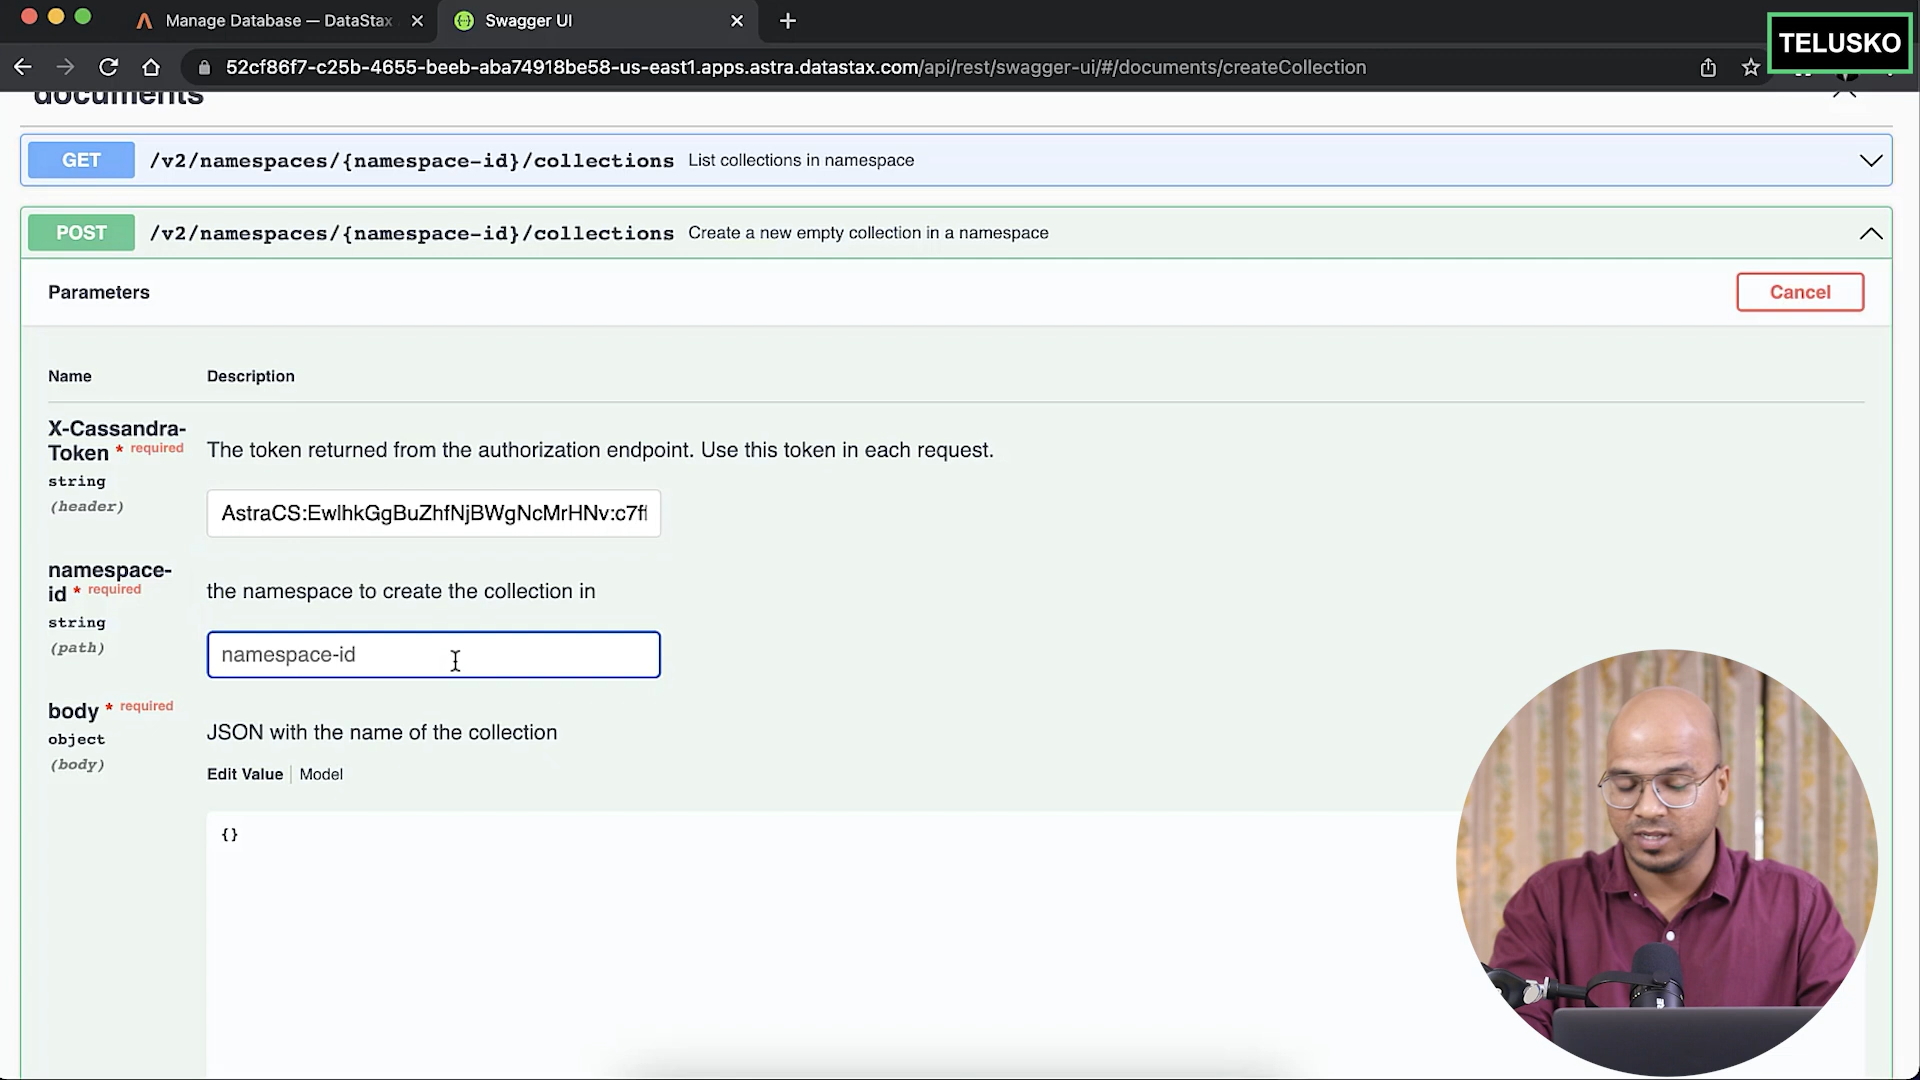 Manage Database — DataStax
Swagger UI
TELUSKO
52cf86f7-c25b-4655-beeb-aba74918be58-us-east1.apps.astra.datastax.com/api/rest/swagger-ui/#/documents/createCollection
documents
GET /v2/namespaces/{namespace-id}/collections List collections in namespace
POST /v2/namespaces/{namespace-id}/collections Create a new empty collection in a namespace
Parameters
Cancel
Name Description
X-Cassandra-
Token * required
string
(header)
The token returned from the authorization endpoint. Use this token in each request.
AstraCS:EwlhkGgBuZhfNjBWgNcMrHNv:c7f
namespace-
id * required
string
(path)
the namespace to create the collection in
namespace-id
body * required
object
(body)
JSON with the name of the collection
Edit Value | Model
{}